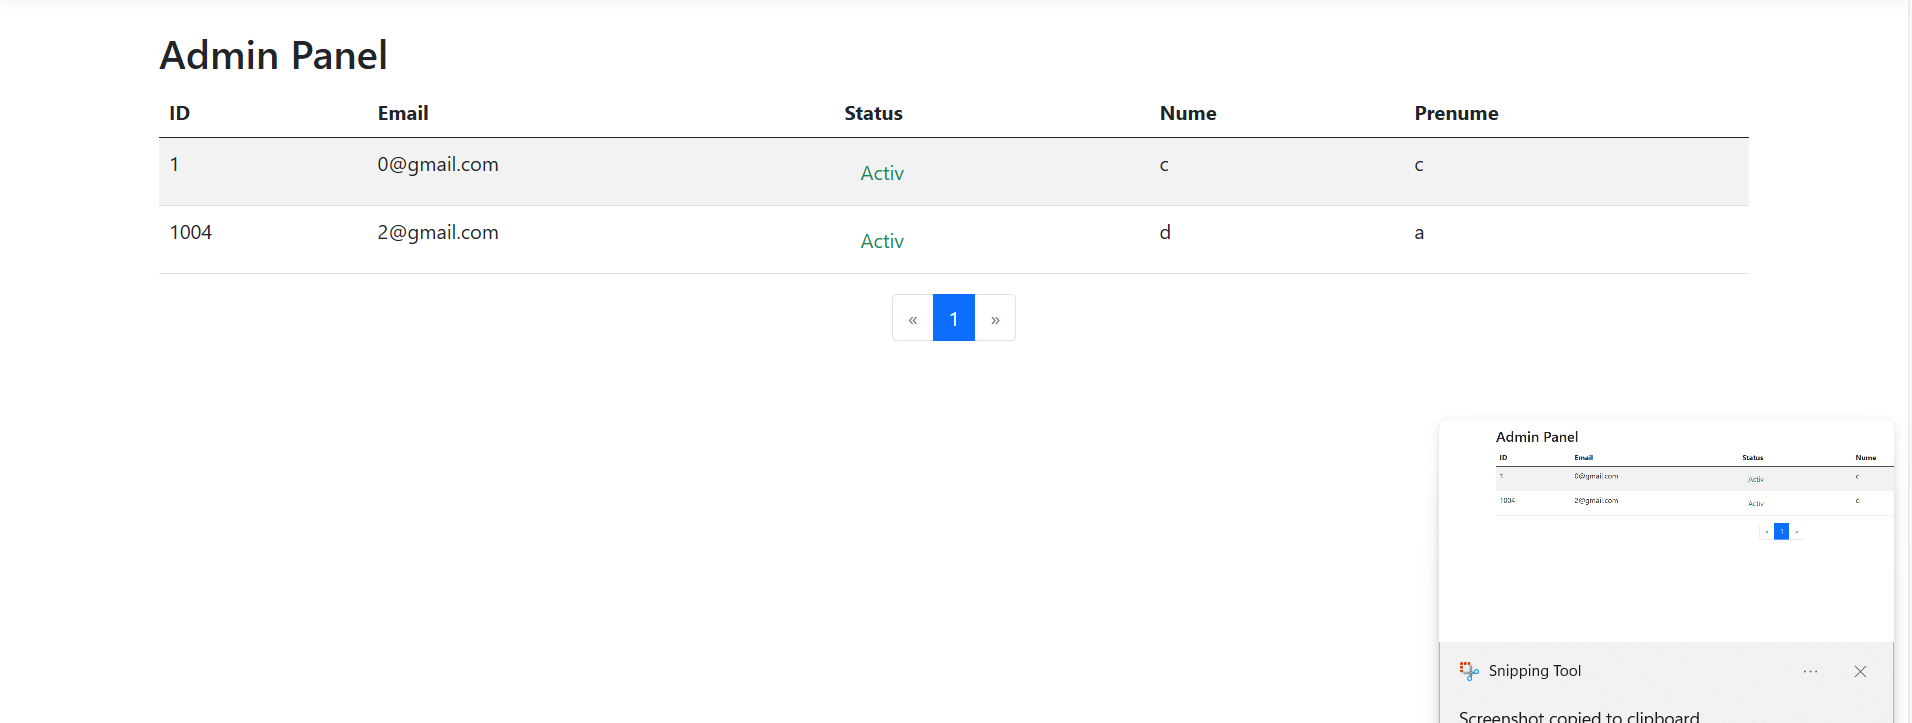 Admin Panel
ID Email Status Nume Prenume
1 0@gmail.com Activ c c
1004 2@gmail.com Activ d a
« 1 »
Admin Panel
ID Email Status Nume
1 0@gmail.com Activ c
1004 2@gmail.com Activ d
« 1 »
Snipping Tool ···
Screenshot copied to clipboard